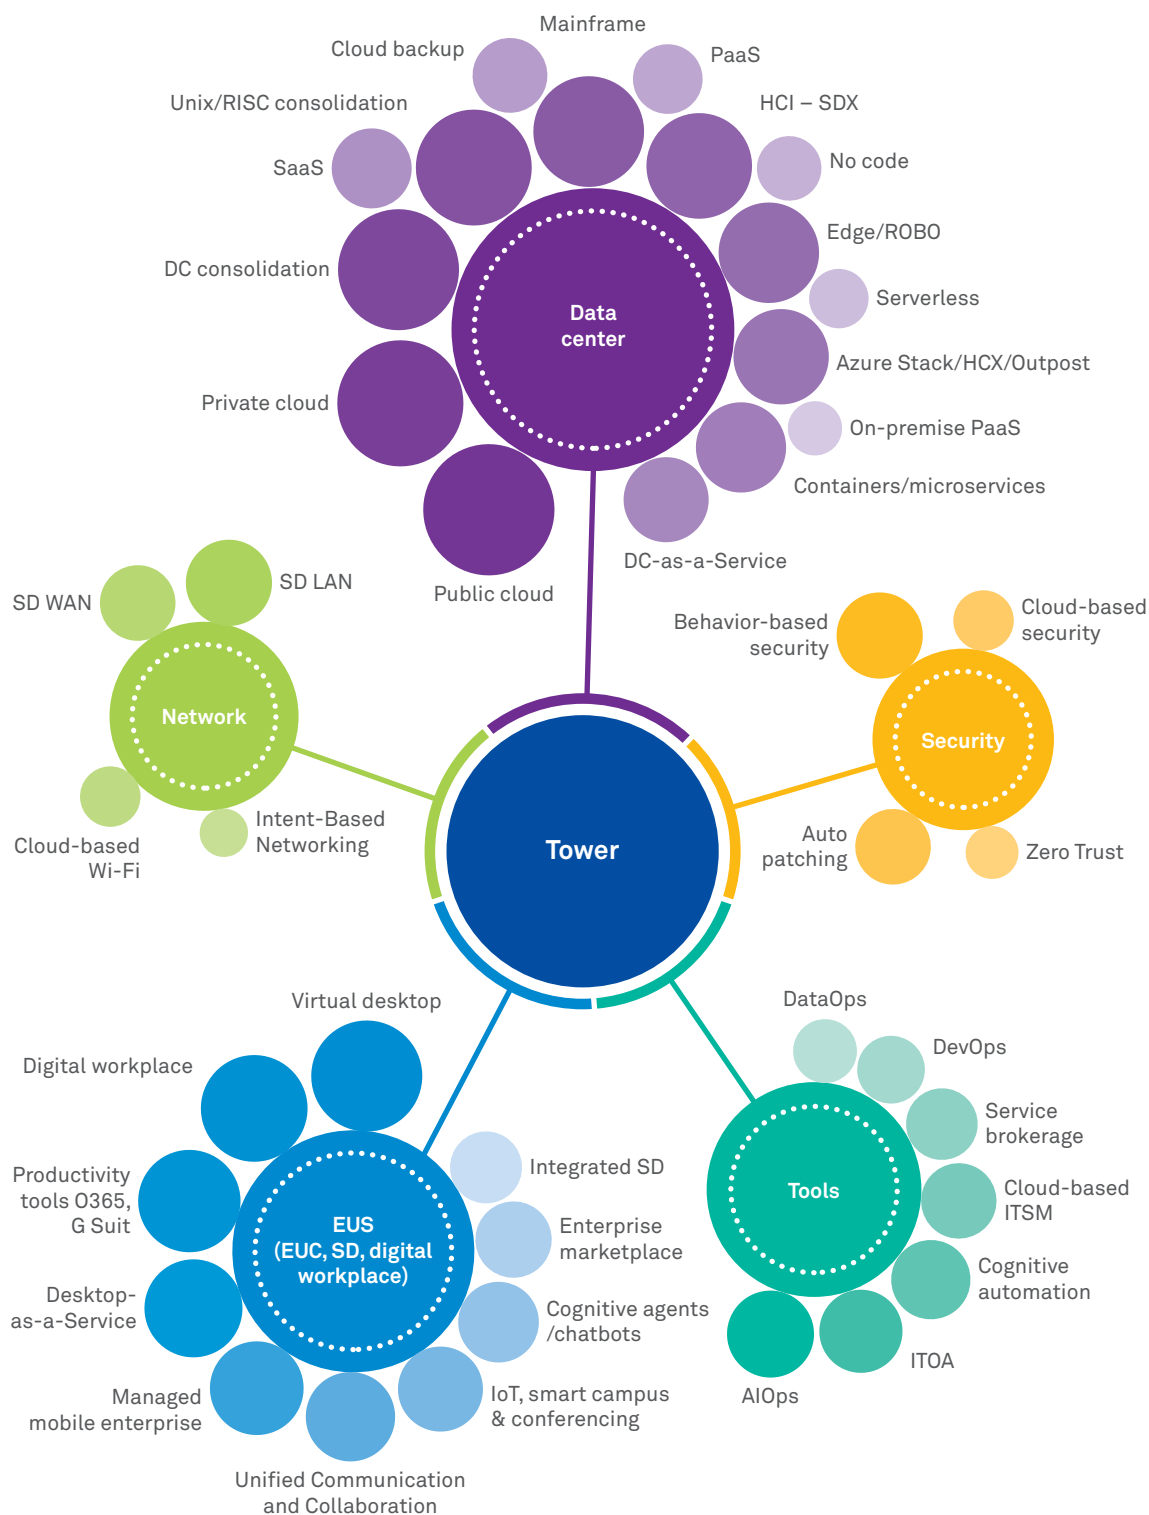 Mainframe
Cloud backup
PaaS
Unix/RISC consolidation
HCI – SDX
SaaS
No code
Edge/ROBO
DC consolidation
Serverless
Data
center
Azure Stack/HCX/Outpost
Private cloud
On-premise PaaS
Containers/microservices
DC-as-a-Service
Public cloud
SD LAN
SD WAN
Network
Cloud-based
Wi-Fi
Intent-Based
Networking
Behavior-based
security
Cloud-based
security
Security
Auto
patching
Zero Trust
Tower
Virtual desktop
Digital workplace
Productivity
tools O365,
G Suit
Integrated SD
EUS
(EUC, SD, digital
workplace)
Enterprise
marketplace
Desktop-
as-a-Service
Cognitive agents
/chatbots
Managed
mobile enterprise
IoT, smart campus
& conferencing
Unified Communication
and Collaboration
DataOps
DevOps
Service
brokerage
Tools
Cloud-based
ITSM
Cognitive
automation
ITOA
AIOps